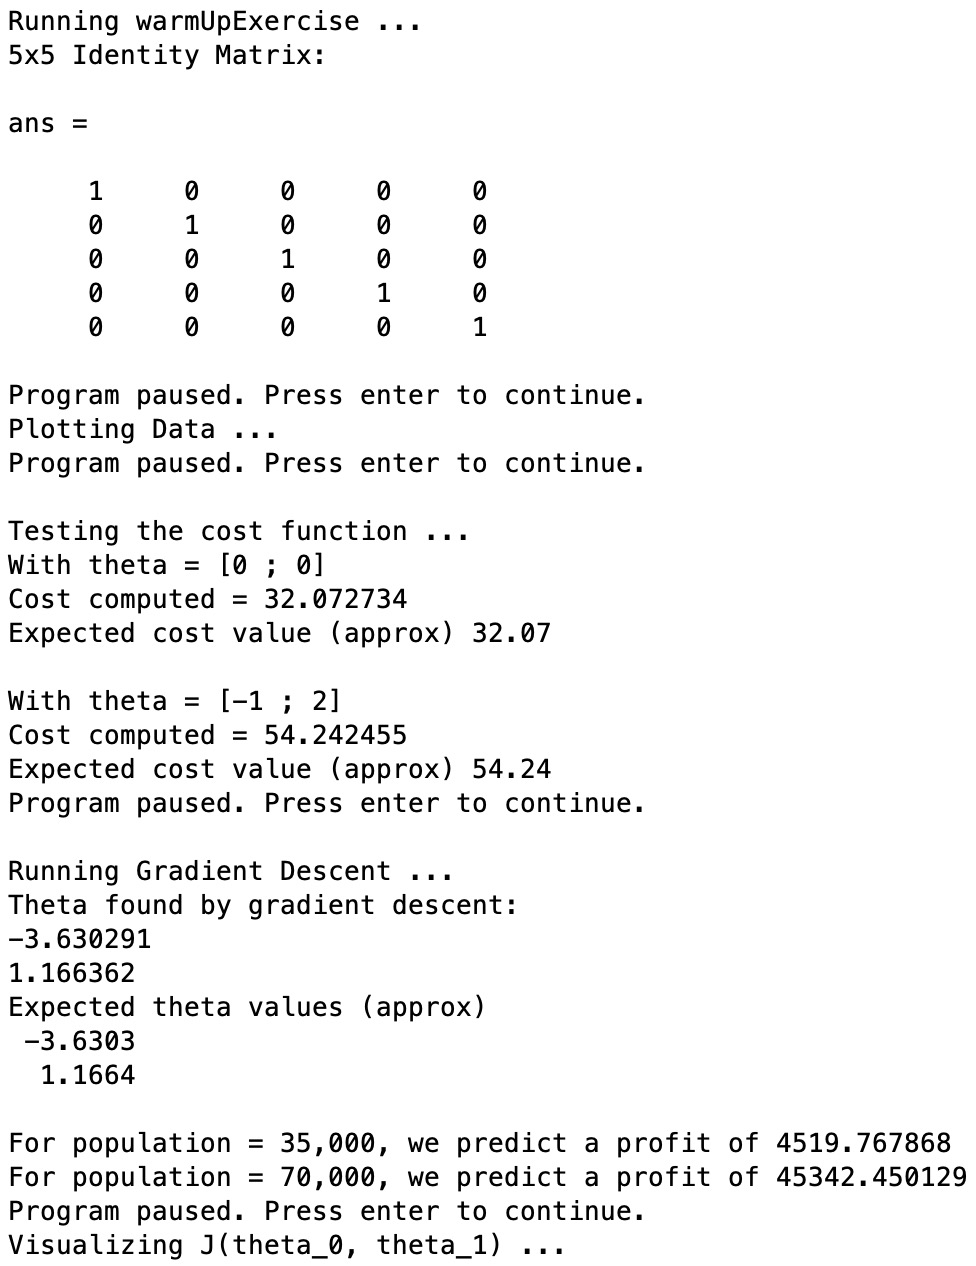 Running warmUpExercise ...
5x5 Identity Matrix:
ans =
1 0 0 0 0
0 1 0 0 0
0 0 1 0 0
0 0 0 1 0
0 0 0 0 1
Program paused. Press enter to continue.
Plotting Data ...
Program paused. Press enter to continue.
Testing the cost function ...
With theta = [0 ; 0]
Cost computed = 32.072734
Expected cost value (approx) 32.07
With theta = [-1 ; 2]
Cost computed = 54.242455
Expected cost value (approx) 54.24
Program paused. Press enter to continue.
Running Gradient Descent ...
Theta found by gradient descent:
-3.630291
1.166362
Expected theta values (approx)
-3.6303
1.1664
For population = 35,000, we predict a profit of 4519.767868
For population = 70,000, we predict a profit of 45342.450129
Program paused. Press enter to continue.
Visualizing J(theta_0, theta_1) ...